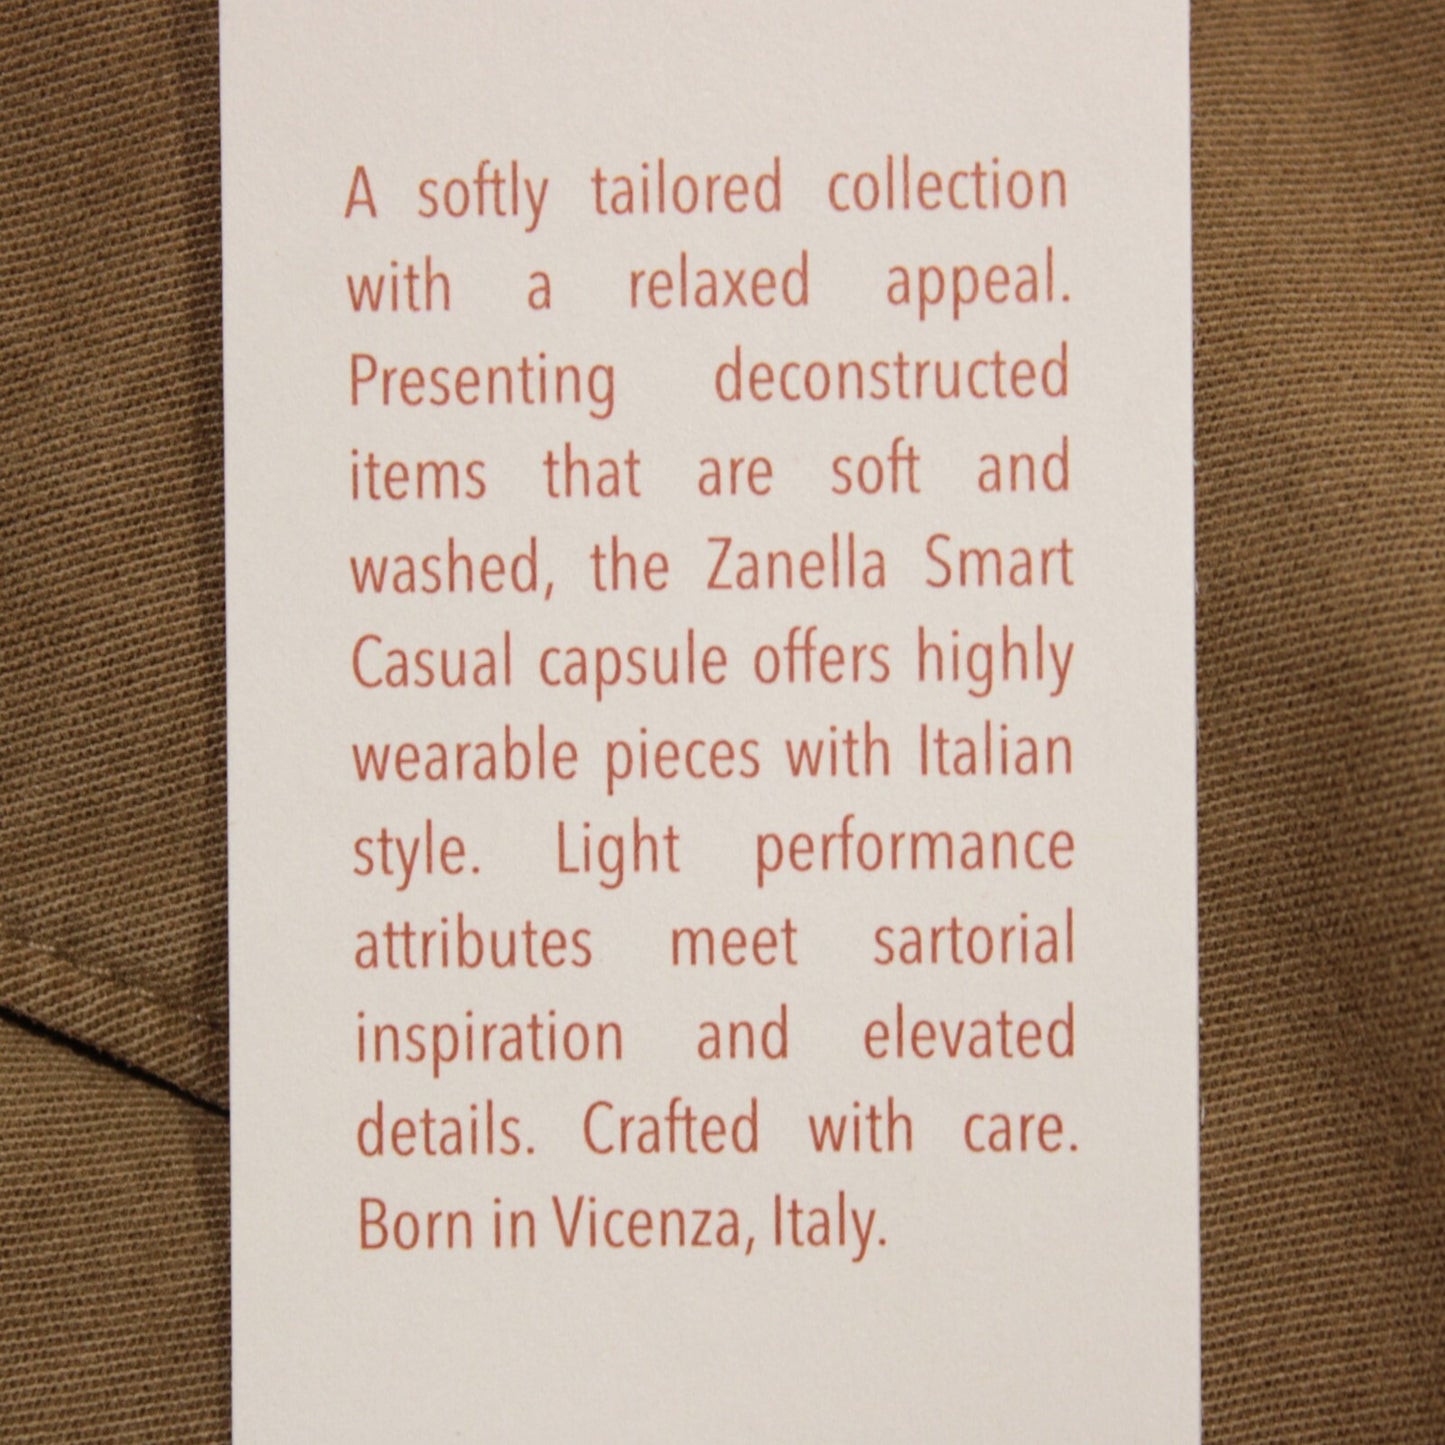 A softly tailored collection
with a relaxed appeal.
Presenting deconstructed
items that are soft and
washed, the Zanella Smart
Casual capsule offers highly
wearable pieces with Italian
style. Light performance
attributes meet sartorial
inspiration and elevated
details. Crafted with care.
Born in Vicenza, Italy.